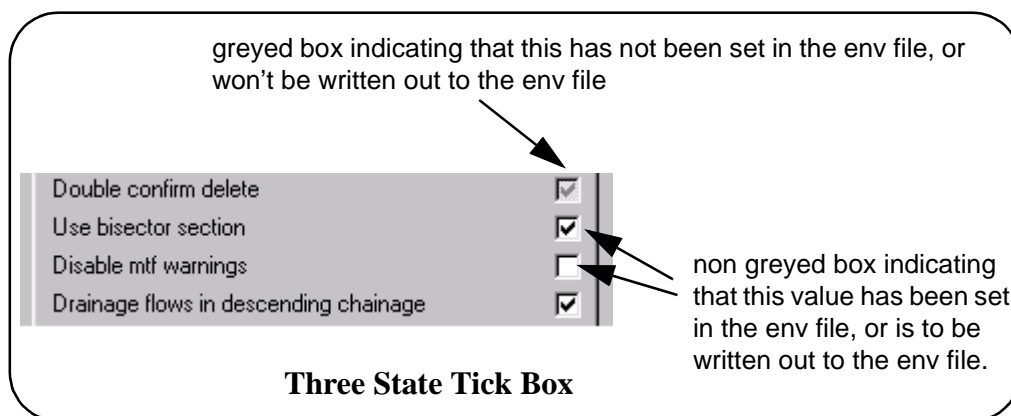 greyed box indicating that this has not been set in the env file, or
won't be written out to the env file
Double confirm delete
Use bisector section
Disable mtf warnings
Drainage flows in descending chainage
non greyed box indicating
that this value has been set
in the env file, or is to be
written out to the env file.
Three State Tick Box